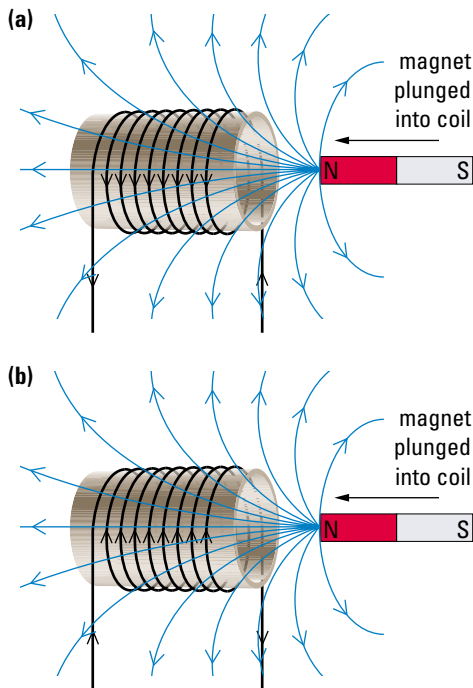 (a)
magnet
plunged
into coil
N S
(b)
magnet
plunged
into coil
N S